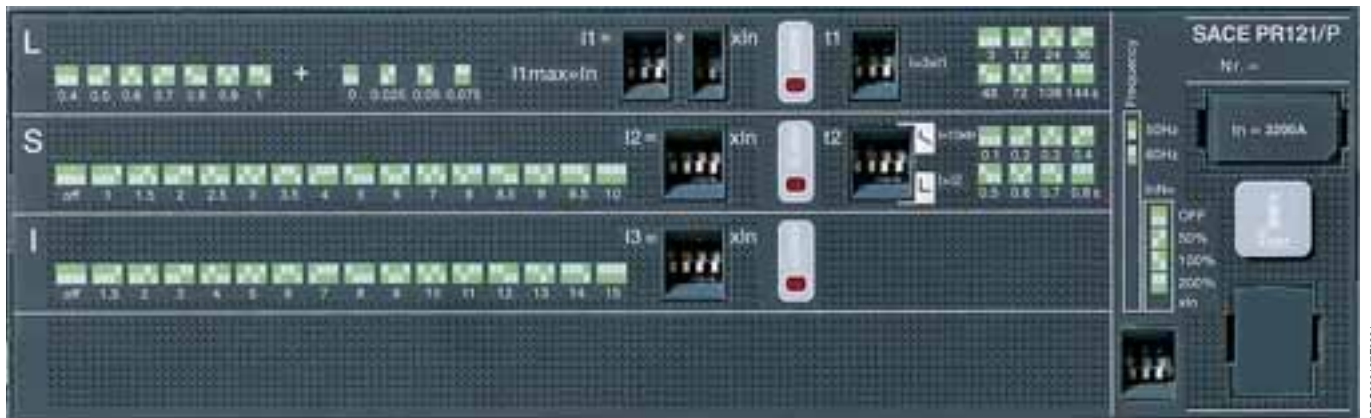 L
I1 =
+
xIn
t1
SACE PR121/P
Nr. =
0.4 0.5 0.6 0.7 0.8 0.9 1
+
0 0.025 0.05 0.075
I1max=In
I=3xI1
3 12 24 36
48 72 108 144s
Frequency
50Hz
60Hz
In = 3200A
S
I2 =
xIn
t2
off 1 1.5 2 2.5 3 3.5 4 5 6 7 8 8.5 9 9.5 10
0.1 0.2 0.3 0.4
0.5 0.6 0.7 0.8s
InN=
OFF
50%
100%
200%
xIn
Test
I
I3 =
xIn
off 1.5 2 3 4 5 6 7 8 9 10 11 12 13 14 15